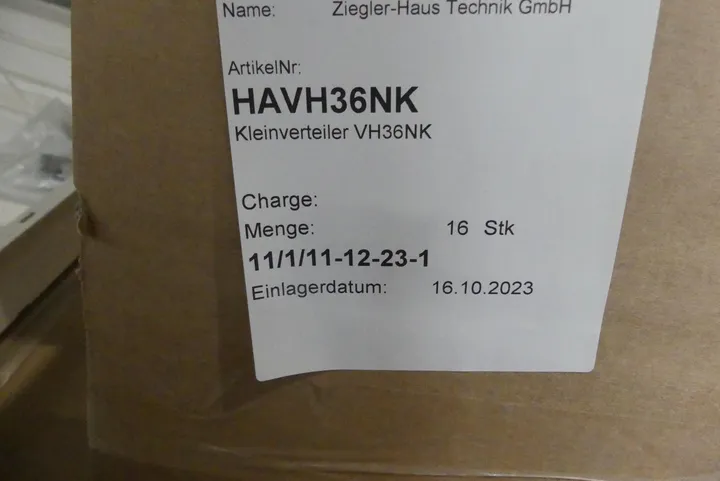 Name: Ziegler-Haus Technik GmbH
ArtikelNr:
HAVH36NK
Kleinverteiler VH36NK
Charge:
Menge: 16 Stk
11/1/11-12-23-1
Einlagerdatum: 16.10.2023